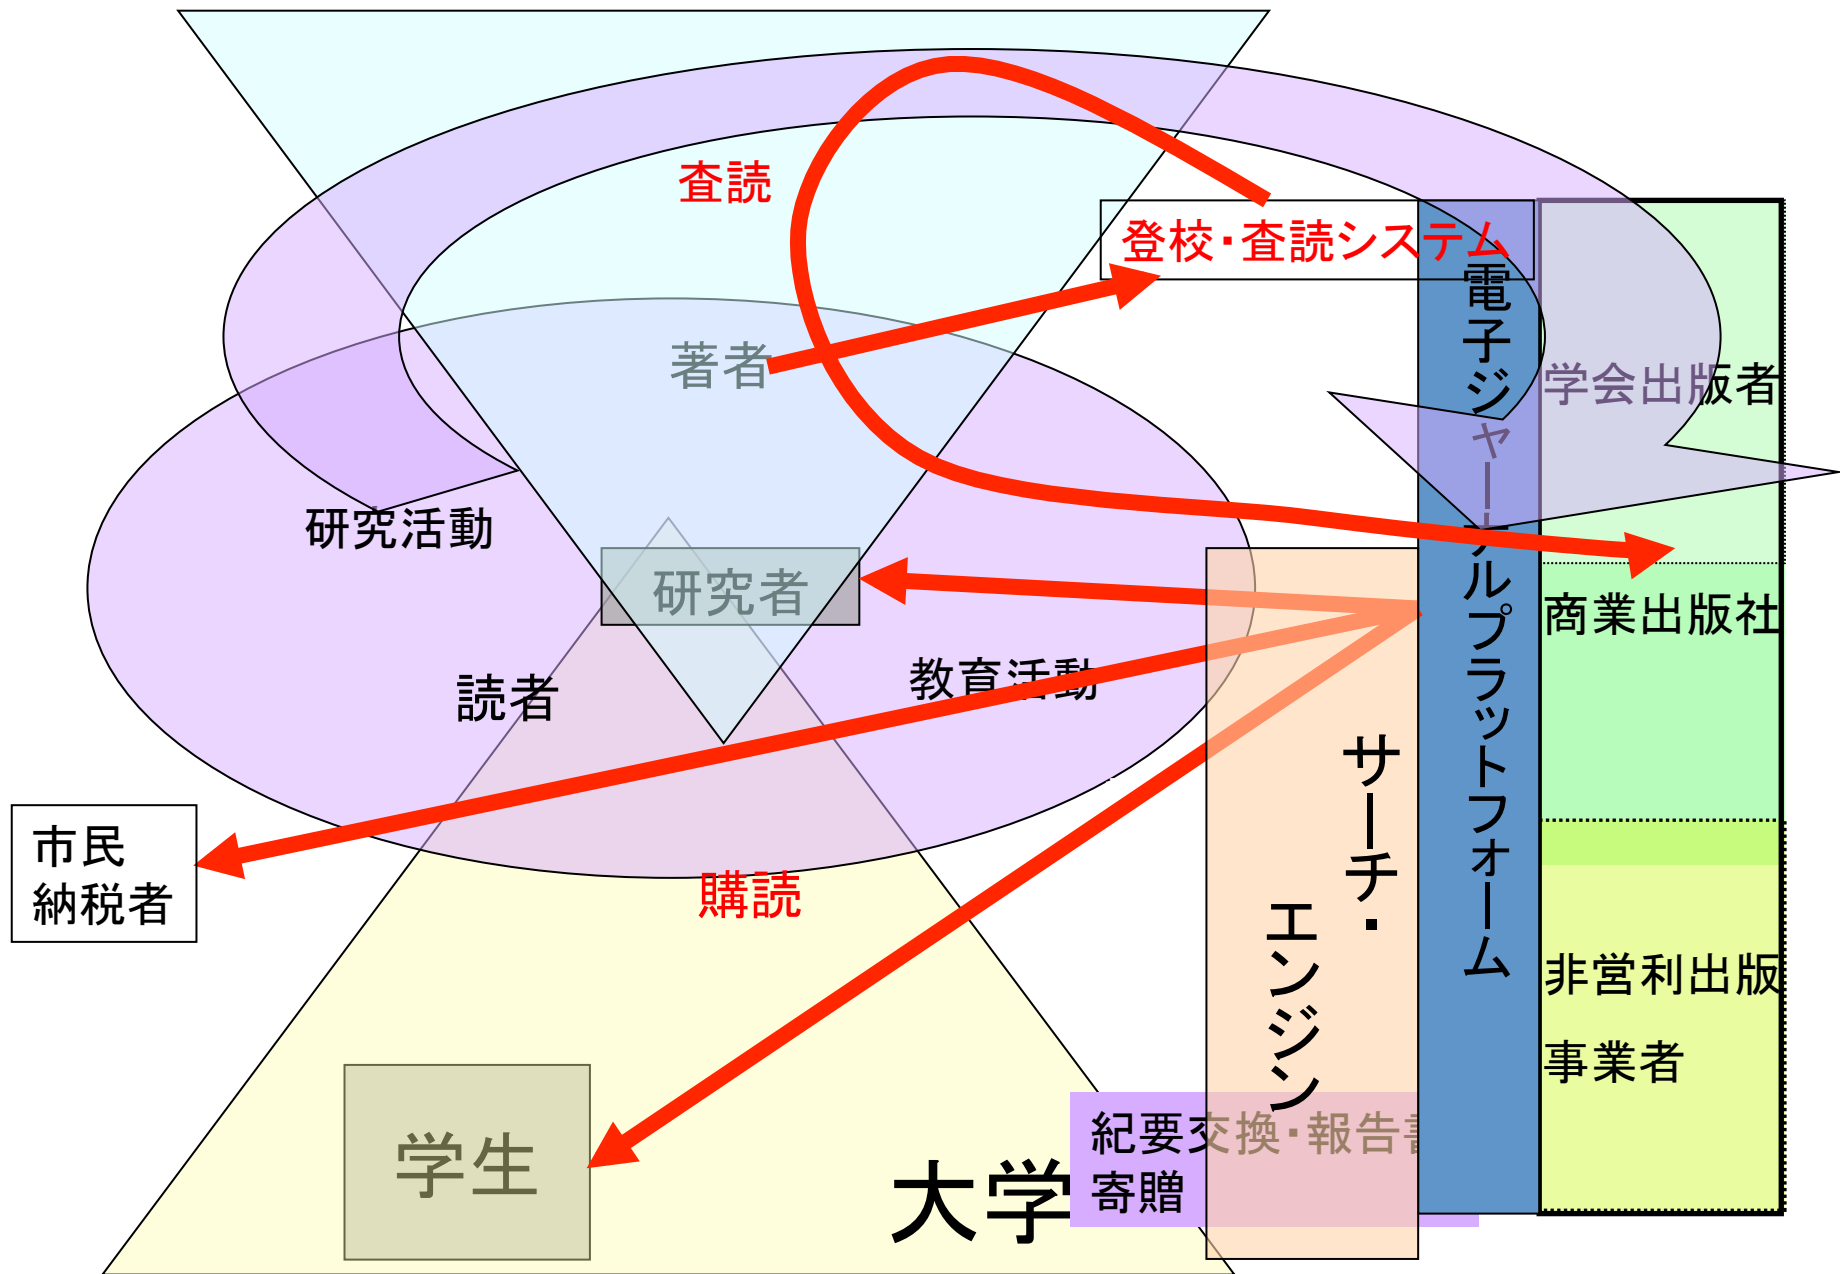 査読
登校・査読システム
著者
学会出版者
電子ジャーナルプラットフォーム
研究活動
研究者
商業出版社
教育活動
読者
サーチ・
エンジン
市民
納税者
購読
非営利出版
事業者
学生
大学
紀要交換・報告書
寄贈